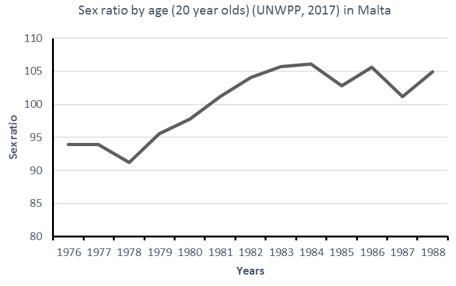 Sex ratio by age (20 year olds) (UNWPP, 2017) in Malta
110
105
100
95
90
85
80
Sex ratio
1976 1977 1978 1979 1980 1981 1982 1983 1984 1985 1986 1987 1988
Years